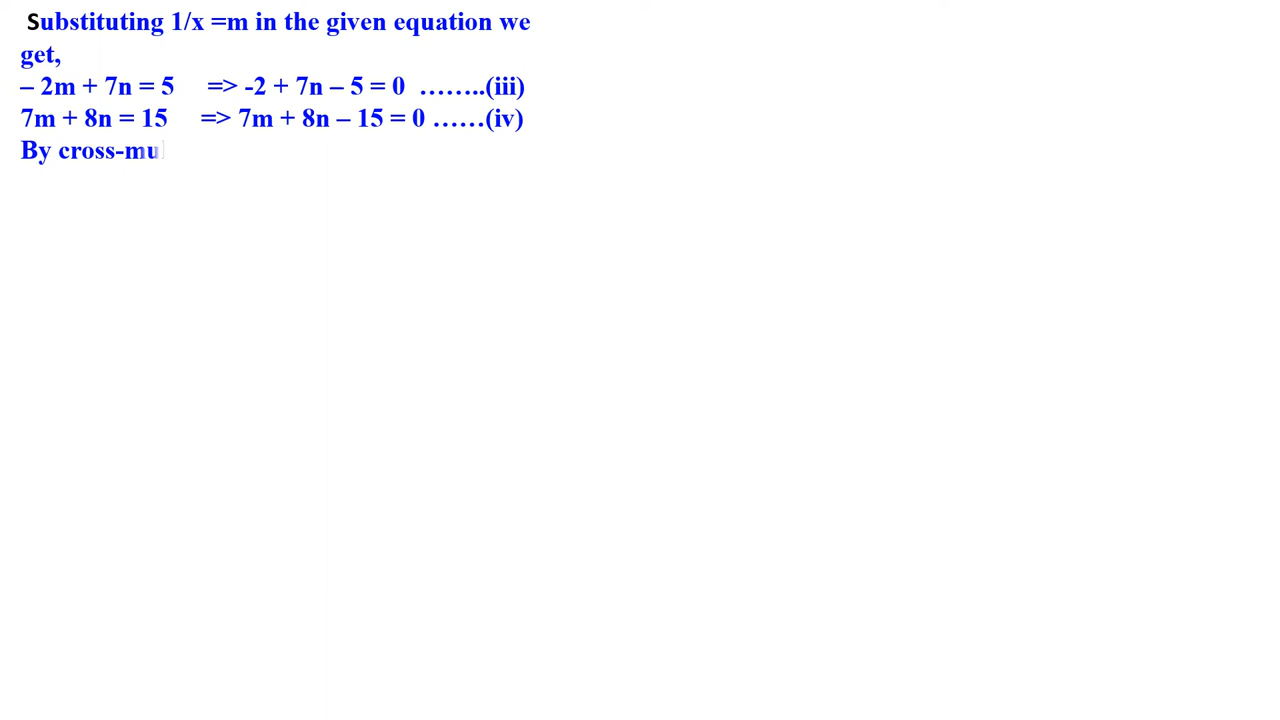 Substituting 1/x =m in the given equation we
get,
– 2m + 7n = 5 => -2 + 7n – 5 = 0 ……..(iii)
7m + 8n = 15 => 7m + 8n – 15 = 0 ……(iv)
By cross-mul